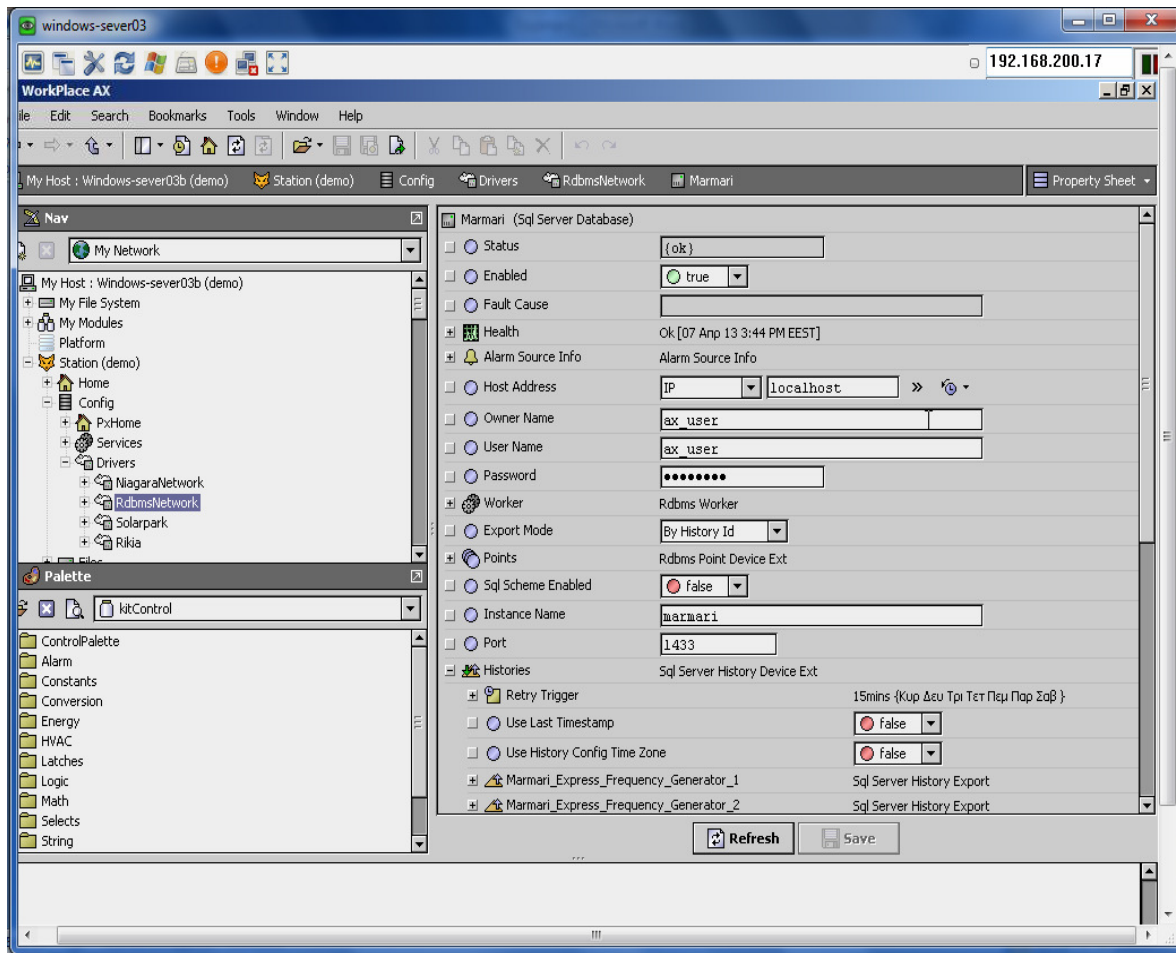 windows-sever03
192.168.200.17
WorkPlace AX
ile Edit Search Bookmarks Tools Window Help
My Host : Windows-sever03b (demo) Station (demo) Config Drivers RdbmsNetwork Marmari Property Sheet
Nav
My Network
My Host : Windows-sever03b (demo)
My File System
My Modules
Platform
Station (demo)
Home
Config
PxHome
Services
Drivers
NiagaraNetwork
RdbmsNetwork
Solarpark
Rikia
Files
Palette
kitControl
ControlPalette
Alarm
Constants
Conversion
Energy
HVAC
Latches
Logic
Math
Selects
String
Marmari (Sql Server Database)
Status {ok}
Enabled true
Fault Cause
Health Ok [07 Απρ 13 3:44 PM EEST]
Alarm Source Info Alarm Source Info
Host Address IP localhost
Owner Name ax_user
User Name ax_user
Password ●●●●●●●●
Worker Rdbms Worker
Export Mode By History Id
Points Rdbms Point Device Ext
Sql Scheme Enabled false
Instance Name marmari
Port 1433
Histories Sql Server History Device Ext
Retry Trigger 15mins {Κυρ Δευ Τρι Τετ Πεμ Παρ Σαβ }
Use Last Timestamp false
Use History Config Time Zone false
Marmari_Express_Frequency_Generator_1 Sql Server History Export
Marmari_Express_Frequency_Generator_2 Sql Server History Export
Refresh Save